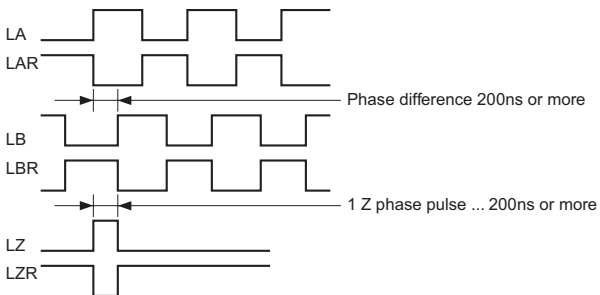 LA
LAR
Phase difference 200ns or more
LB
LBR
1 Z phase pulse ... 200ns or more
LZ
LZR